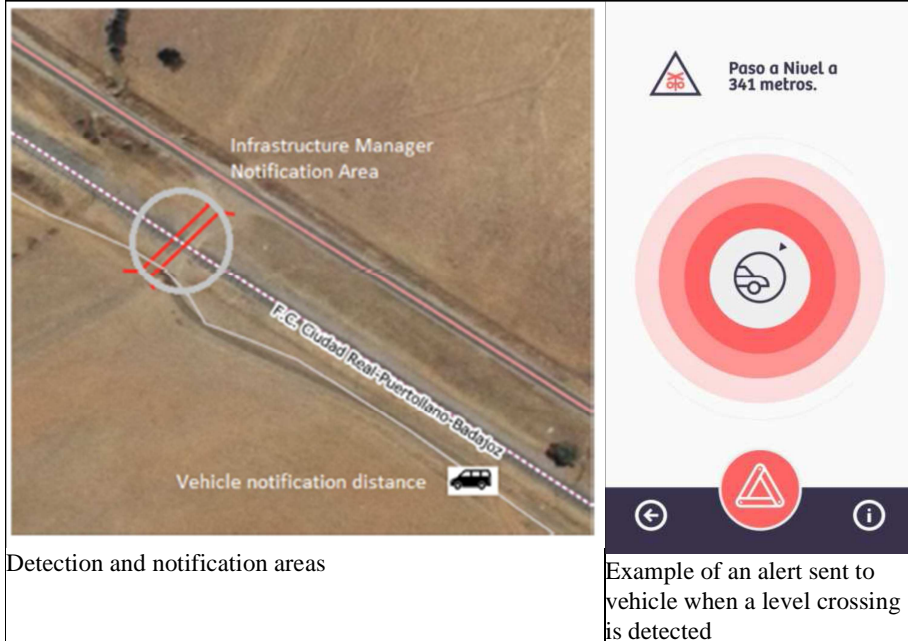 Infrastructure Manager
Notification Area
F.C. Ciudad Real-Puertollano-Badajoz
Vehicle notification distance
Paso a Nivel a
341 metros.
Detection and notification areas
Example of an alert sent to
vehicle when a level crossing
is detected